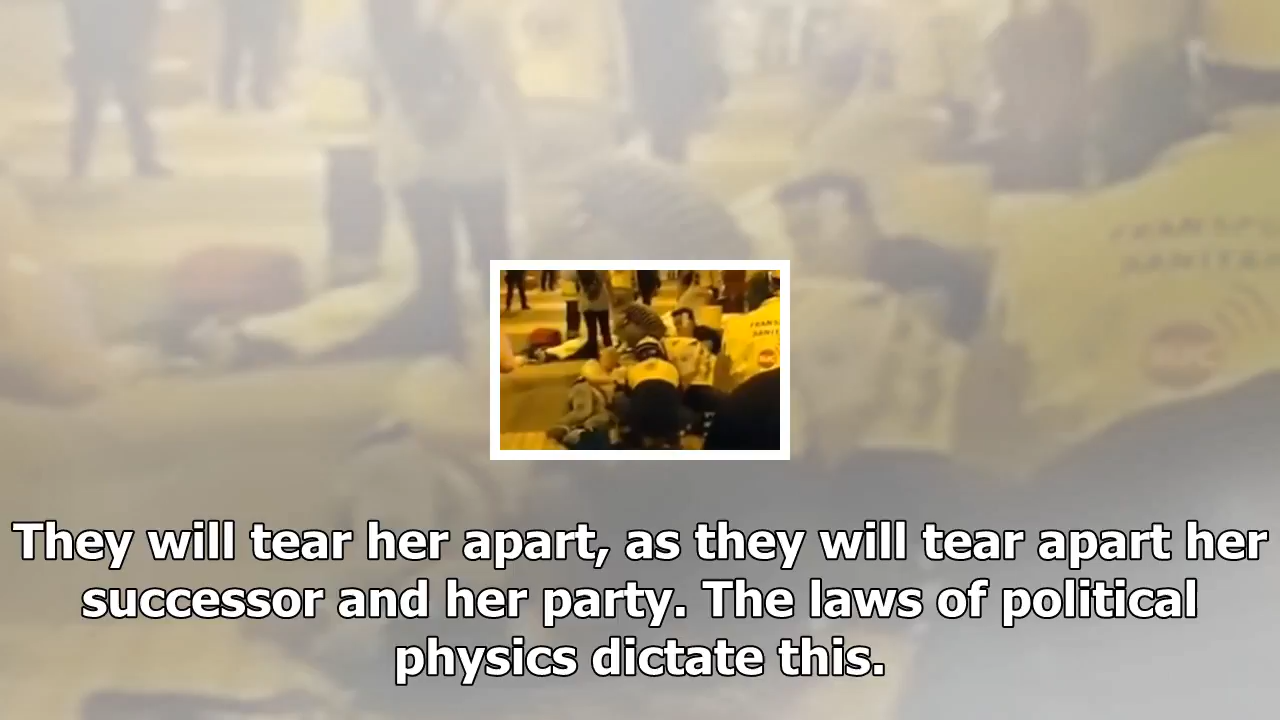 They will tear her apart, as they will tear apart her
successor and her party. The laws of political
physics dictate this.